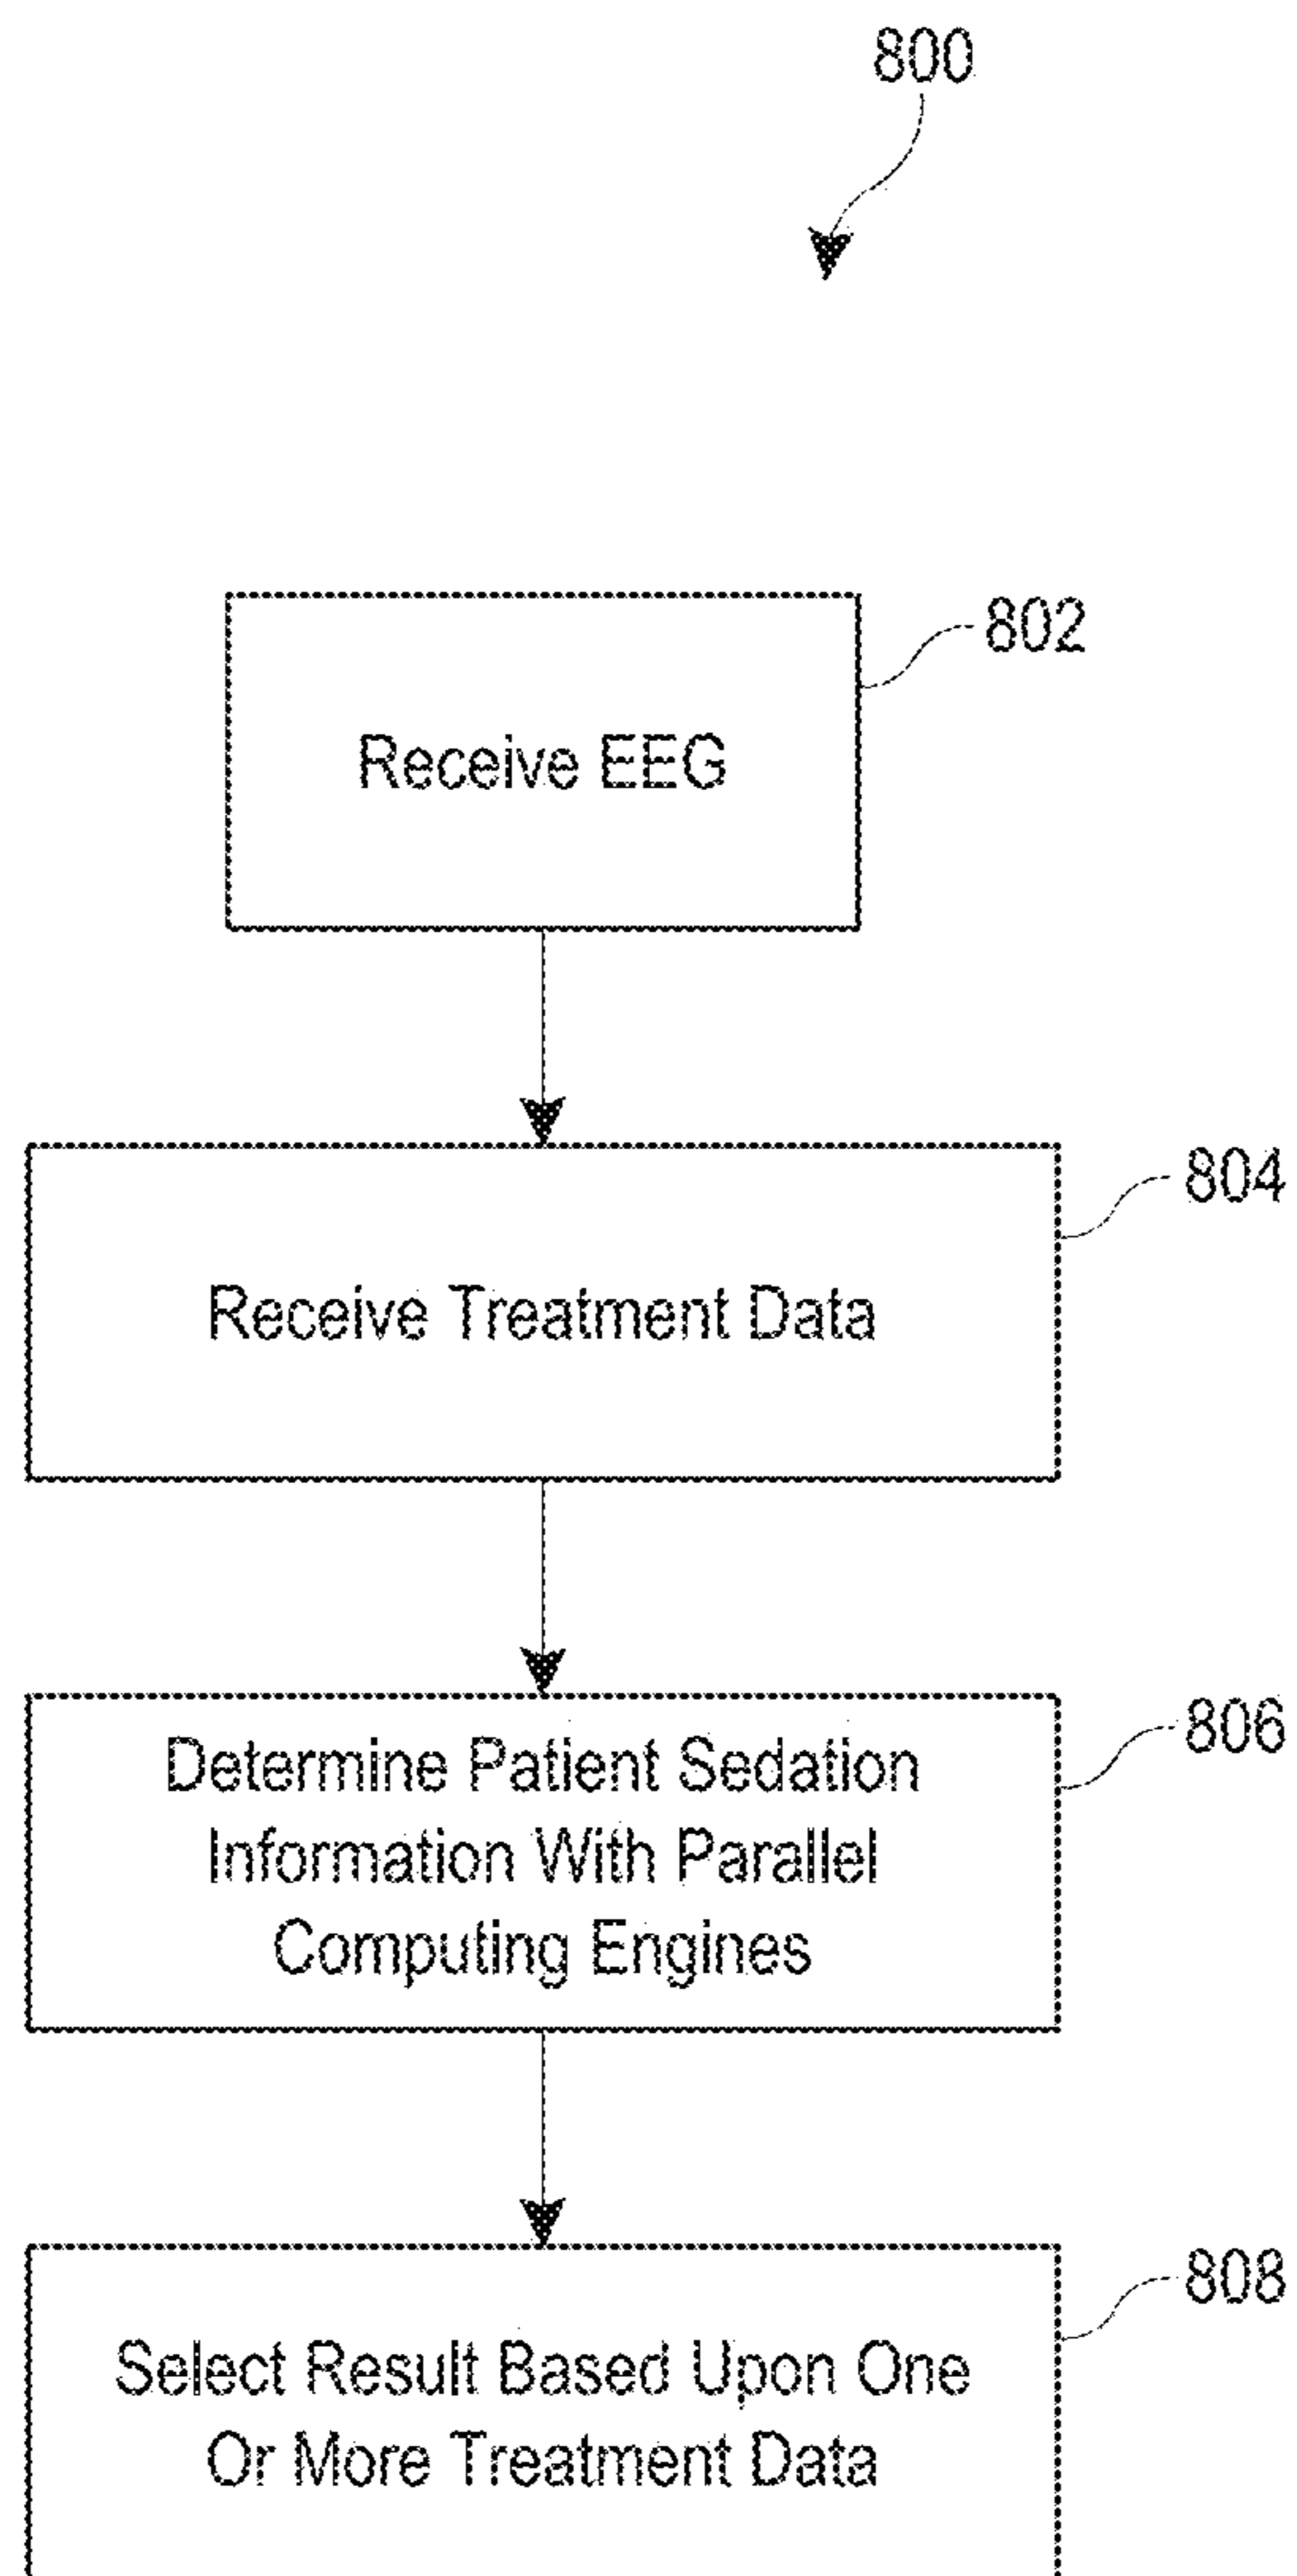 800
802
Receive EEG
804
Receive Treatment Data
806
Determine Patient Sedation
Information With Parallel
Computing Engines
808
Select Result Based Upon One
Or More Treatment Data